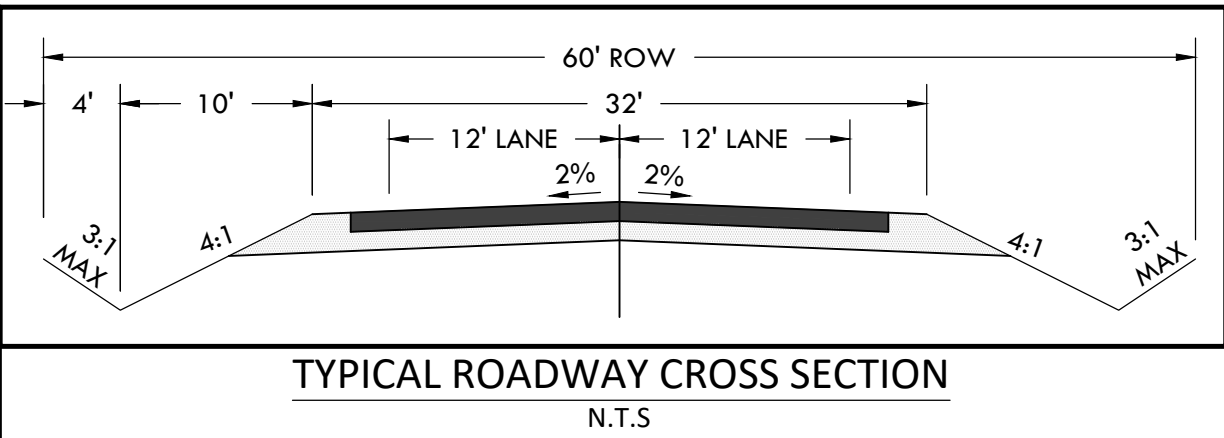 60' ROW
4'
10'
32'
12' LANE
12' LANE
2%
2%
3:1
MAX
4:1
4:1
3:1
MAX
TYPICAL ROADWAY CROSS SECTION
N.T.S